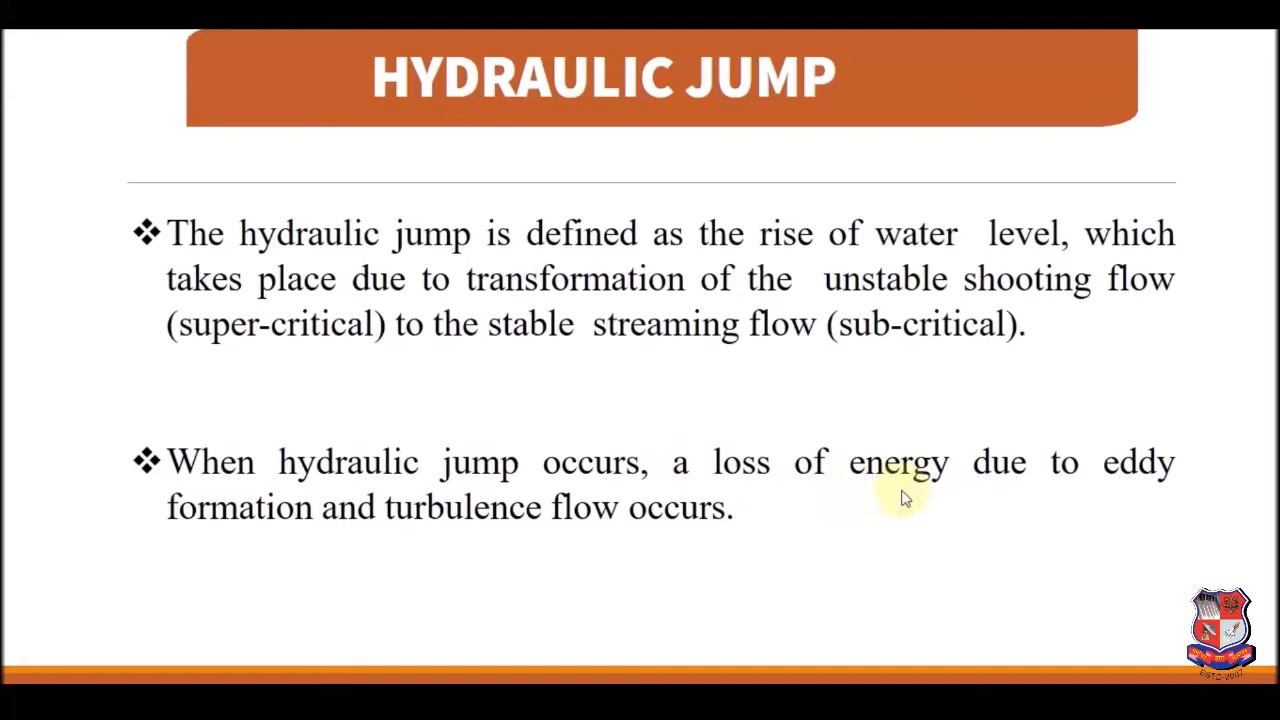 HYDRAULIC JUMP
❖The hydraulic jump is defined as the rise of water level, which
takes place due to transformation of the unstable shooting flow
(super-critical) to the stable streaming flow (sub-critical).
❖When hydraulic jump occurs, a loss of energy due to eddy
formation and turbulence flow occurs.
ESTD-2007